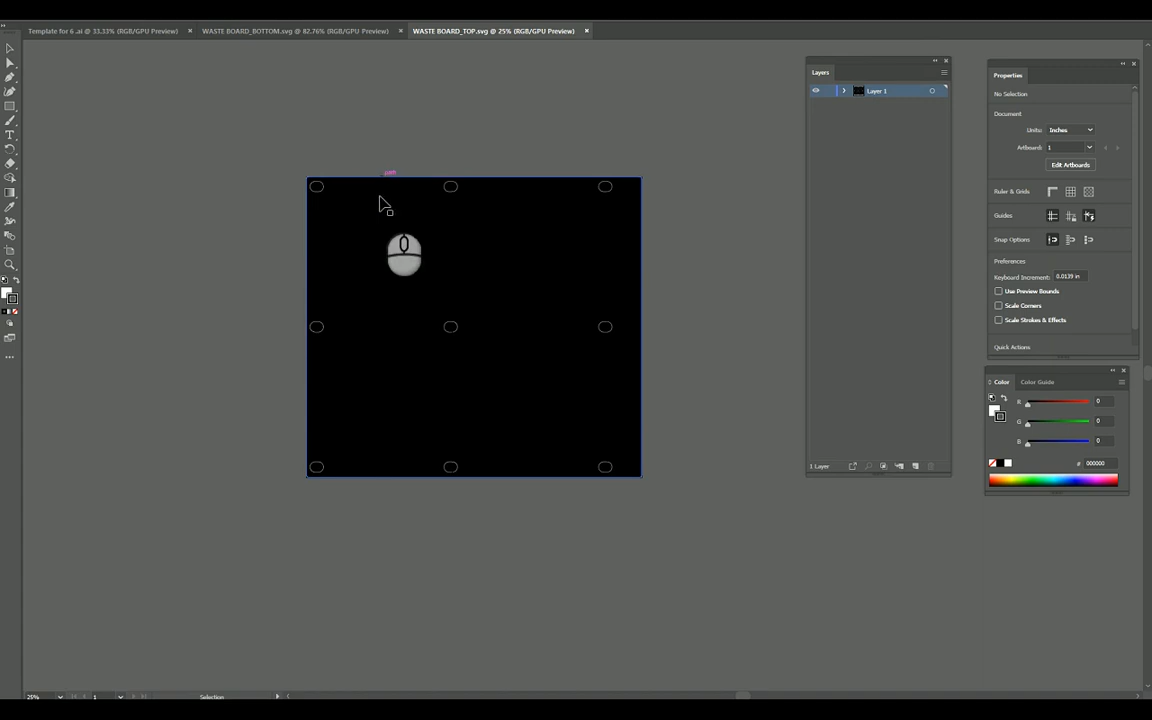 Template for 6 .ai @ 33.33% (RGB/GPU Preview) × WASTE BOARD_BOTTOM.svg @ 82.76% (RGB/GPU Preview) × WASTE BOARD_TOP.svg @ 25% (RGB/GPU Preview) ×
Layers
Layer 1
1 Layer
Properties
No Selection
Document
Units: Inches
Artboard: 1
Edit Artboards
Ruler & Grids
Guides
Snap Options
Preferences
Keyboard Increment: 0.0139 in
Use Preview Bounds
Scale Corners
Scale Strokes & Effects
Quick Actions
Color Color Guide
R 0
G 0
B 0
# 000000
25% 1 Selection